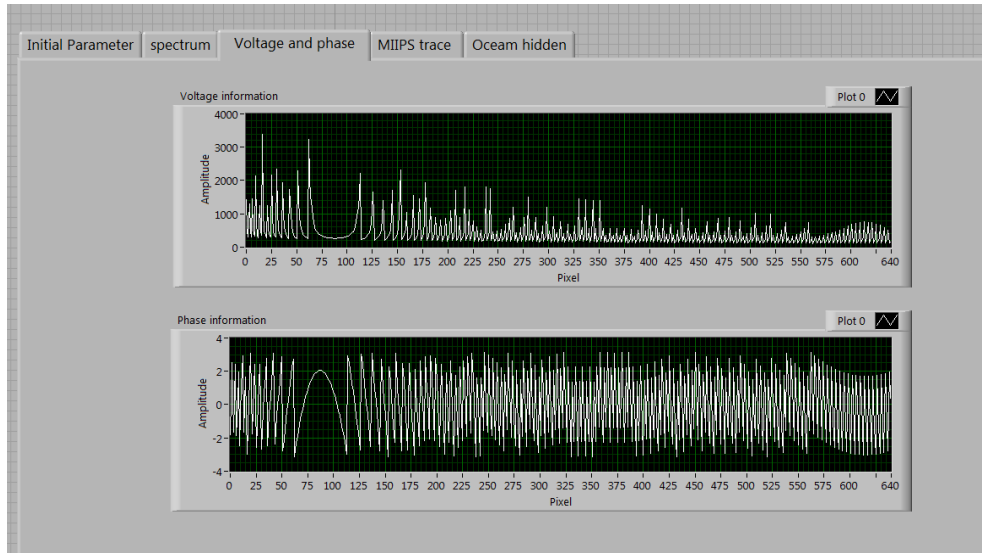 Initial Parameter spectrum Voltage and phase MIIPS trace Oceam hidden
Voltage information Plot 0
4000
3000
2000
1000
0
Amplitude
0 25 50 75 100 125 150 175 200 225 250 275 300 325 350 375 400 425 450 475 500 525 550 575 600 640
Pixel
Phase information Plot 0
4
2
0
-2
-4
Amplitude
0 25 50 75 100 125 150 175 200 225 250 275 300 325 350 375 400 425 450 475 500 525 550 575 600 640
Pixel